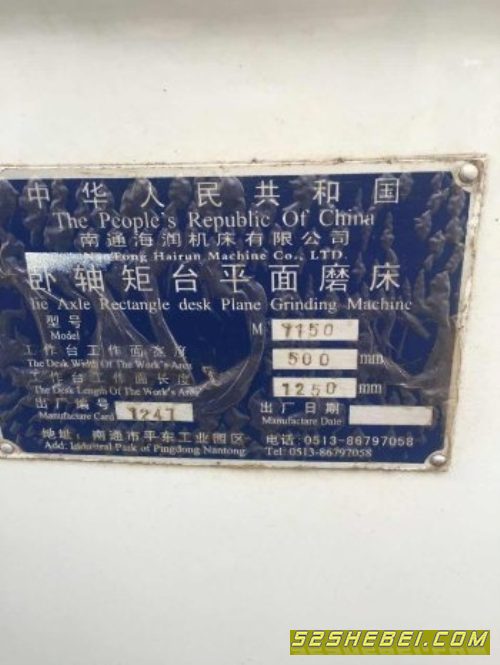 中华人民共和国
The People's Republic Of China
南通海润机床有限公司
NanTong Hairun Machine Co., LTD.
卧轴矩台平面磨床
The Axle Rectangle desk Plane Grinding Machine
型号 M 7150
Model
工作台工作面宽度 500 mm
The Desk Width Of The Work's Area
工作台工作面长度 1250 mm
The Desk Length Of The Work's Area
出厂编号 1241 出厂日期
Manufacture Card Manufacture Date
地址: 南通市平东工业园区 电话: 0513-86797058
Add: Industrial Park of Pingdong Nantong Tel: 0513-86797058
52SHEBEI.COM